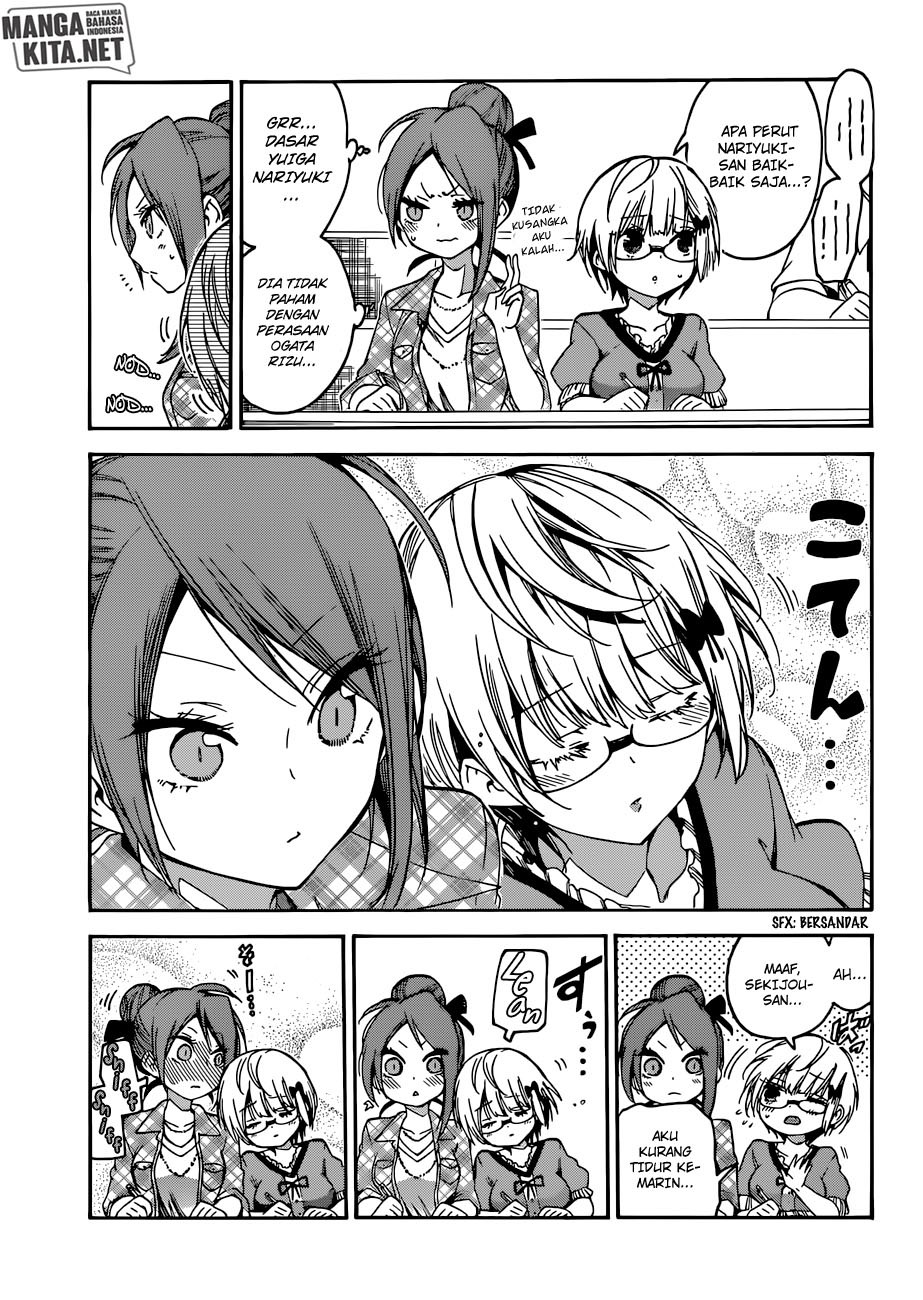 MANGA
KITA.NET
BACA MANGA
BAHASA
INDONESIA
APA PERUT
NARIYUKI-
SAN BAIK-
BAIK SAJA...?
TIDAK
KUSANGKA
AKU
KALAH...
GRR...
DASAR
YUIGA
NARIYUKI
...
DIA TIDAK
PAHAM
DENGAN
PERASAAN
OGATA
RIZU...
NOD...
NOD...
こてん…
SFX: BERSANDAR
AH...
MAAF,
SEKIJOU-
SAN...
AKU
KURANG
TIDUR KE-
MARIN...
すぅ…
Lean
Sniff
Sniff